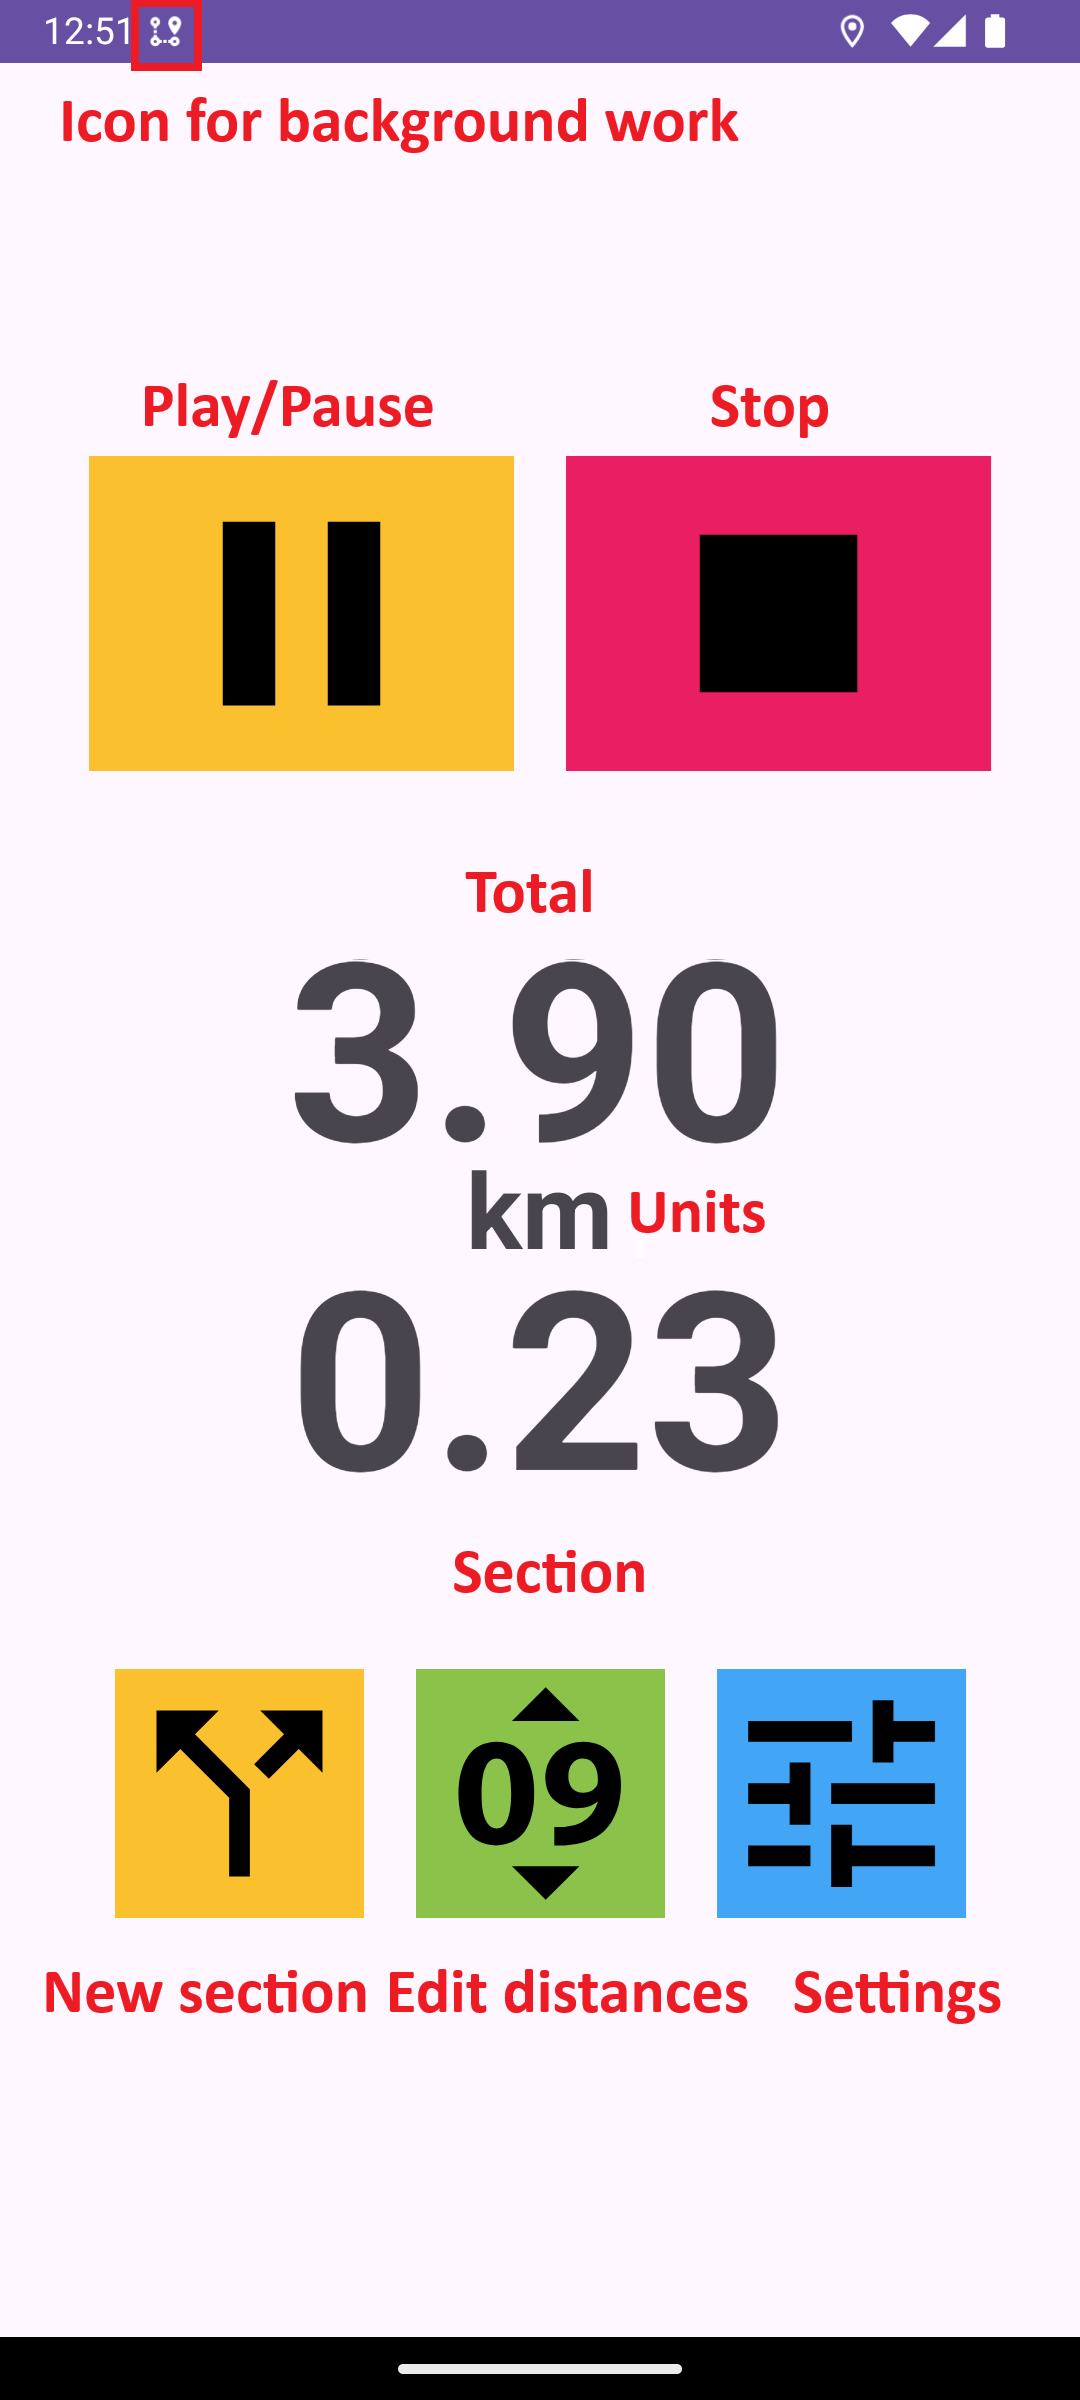 12:51
Icon for background work
Play/Pause Stop
Total
3.90
km Units
0.23
Section
09
New section Edit distances Settings